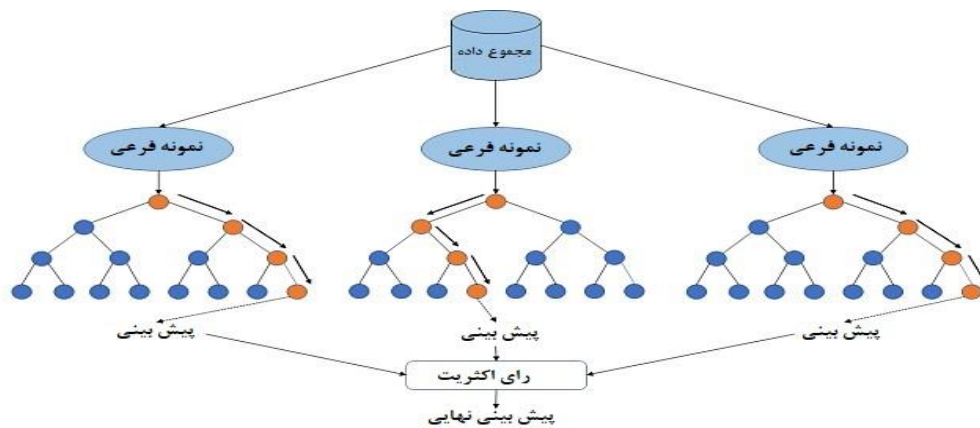 مجموع داده
نمونه فرعی
نمونه فرعی
نمونه فرعی
پیش بینی
پیش بینی
پیش بینی
رای اکثریت
پیش بینی نهایی